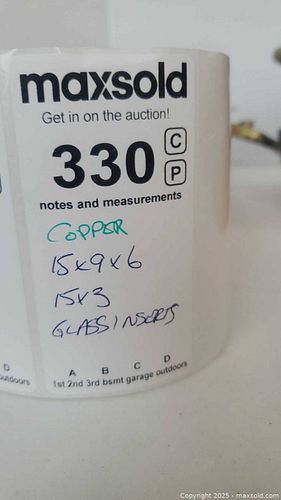 maxsold
Get in on the auction!
330 C
P
notes and measurements
COPPER
15x9x6
15x3
GLASS INSERTS
D
outdoors
A B C D
1st 2nd 3rd bsmt garage outdoors
Copyright © 2025 - maxsold.com